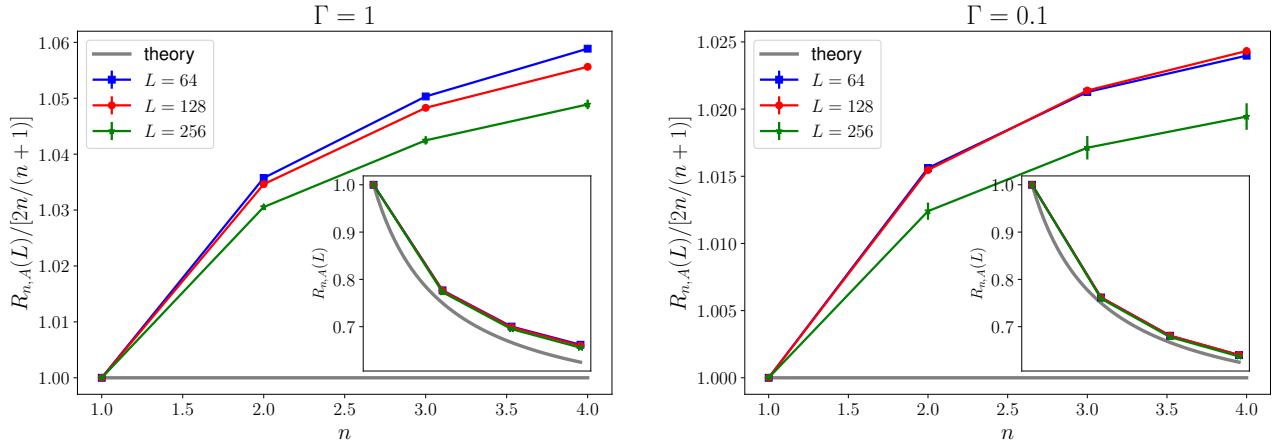 Γ = 1
R_{n,A}(L)/[2n/(n + 1)]
1.06
1.05
1.04
1.03
1.02
1.01
1.00
theory
L = 64
L = 128
L = 256
R_{n,A}(L)
1.0
0.9
0.8
0.7
1.0 1.5 2.0 2.5 3.0 3.5 4.0
n
Γ = 0.1
R_{n,A}(L)/[2n/(n + 1)]
1.025
1.020
1.015
1.010
1.005
1.000
theory
L = 64
L = 128
L = 256
R_{n,A}(L)
1.0
0.9
0.8
0.7
1.0 1.5 2.0 2.5 3.0 3.5 4.0
n